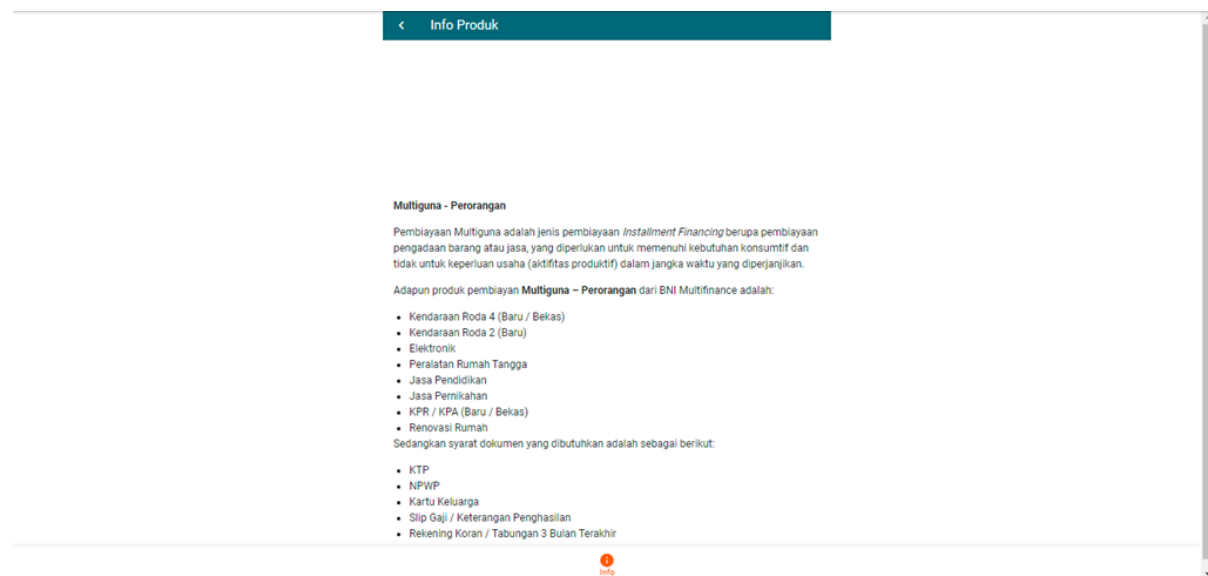 Info Produk
Multiguna - Perorangan
Pembiayaan Multiguna adalah jenis pembiayaan Installment Financing berupa pembiayaan
pengadaan barang atau jasa, yang diperlukan untuk memenuhi kebutuhan konsumtif dan
tidak untuk keperluan usaha (aktifitas produktif) dalam jangka waktu yang diperjanjikan.
Adapun produk pembiayan Multiguna – Perorangan dari BNI Multifinance adalah:
• Kendaraan Roda 4 (Baru / Bekas)
• Kendaraan Roda 2 (Baru)
• Elektronik
• Peralatan Rumah Tangga
• Jasa Pendidikan
• Jasa Pernikahan
• KPR / KPA (Baru / Bekas)
• Renovasi Rumah
Sedangkan syarat dokumen yang dibutuhkan adalah sebagai berikut:
• KTP
• NPWP
• Kartu Keluarga
• Slip Gaji / Keterangan Penghasilan
• Rekening Koran / Tabungan 3 Bulan Terakhir
Info